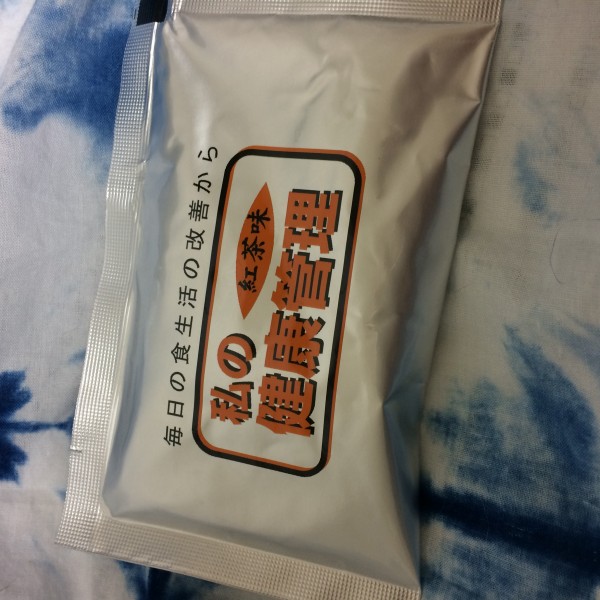 毎日の食生活の改善から
私の
紅茶味
健康管理